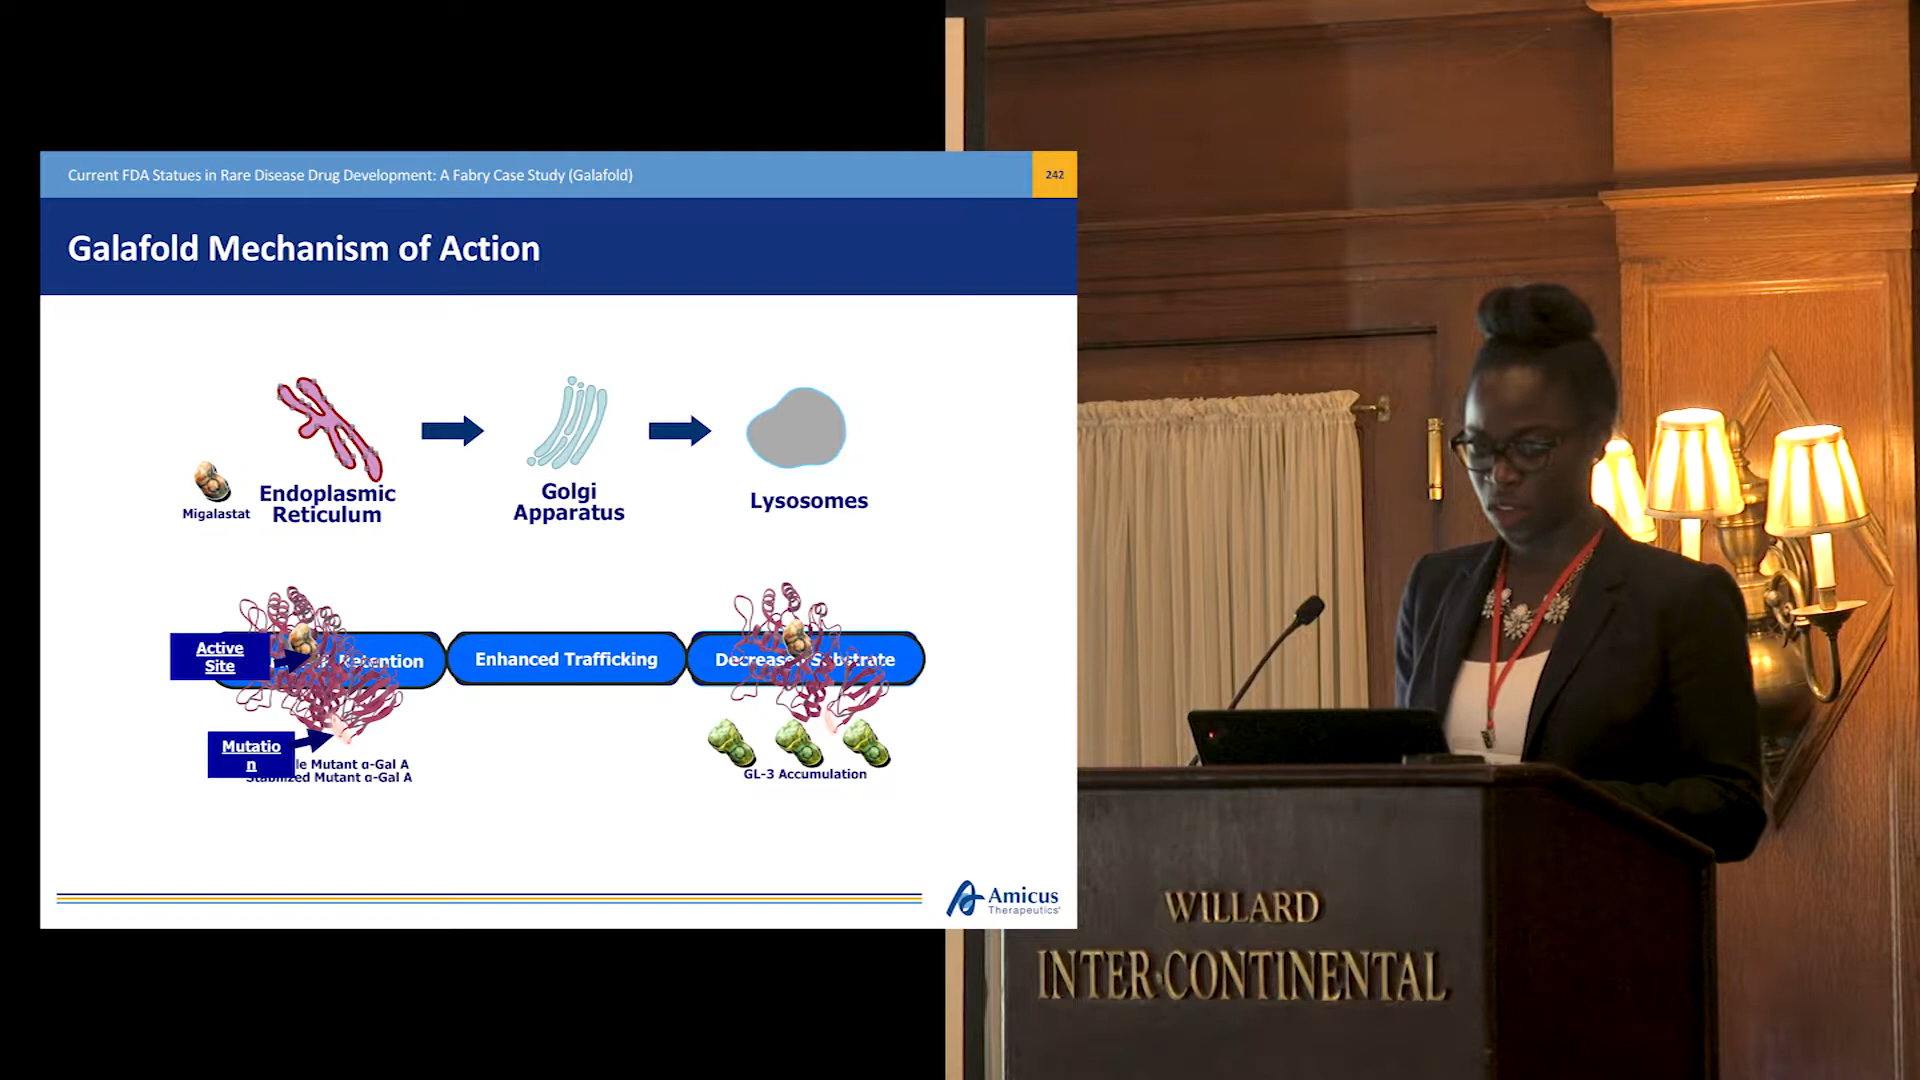 Current FDA Statues in Rare Disease Drug Development: A Fabry Case Study (Galafold)
242
Galafold Mechanism of Action
Migalastat
Endoplasmic
Reticulum
Golgi
Apparatus
Lysosomes
Active
Site
Retention
Enhanced Trafficking
Decreased Substrate
Mutatio
n
le Mutant α-Gal A
Stabilized Mutant α-Gal A
GL-3 Accumulation
Amicus
Therapeutics
WILLARD
INTER·CONTINENTAL